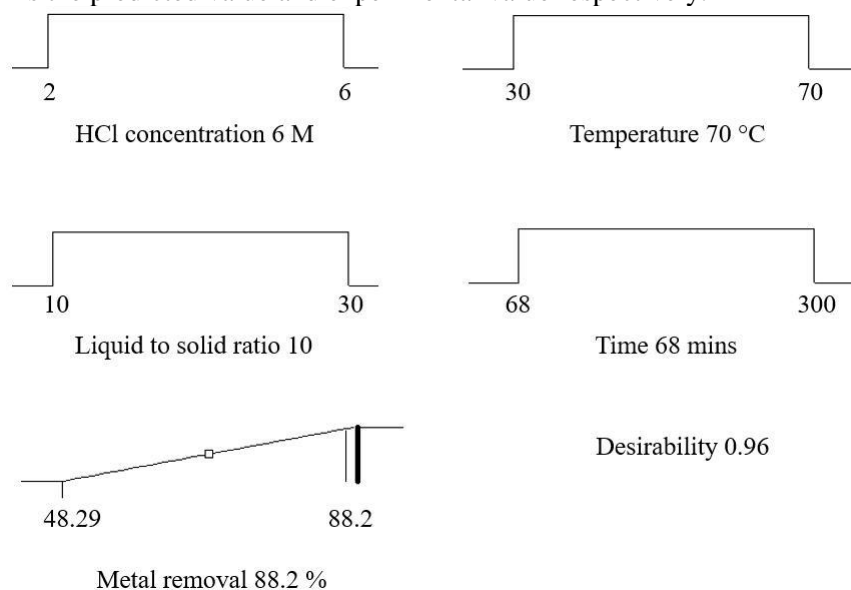 2 6 30 70
HCl concentration 6 M Temperature 70 °C
10 30 68 300
Liquid to solid ratio 10 Time 68 mins
Desirability 0.96
48.29 88.2
Metal removal 88.2 %